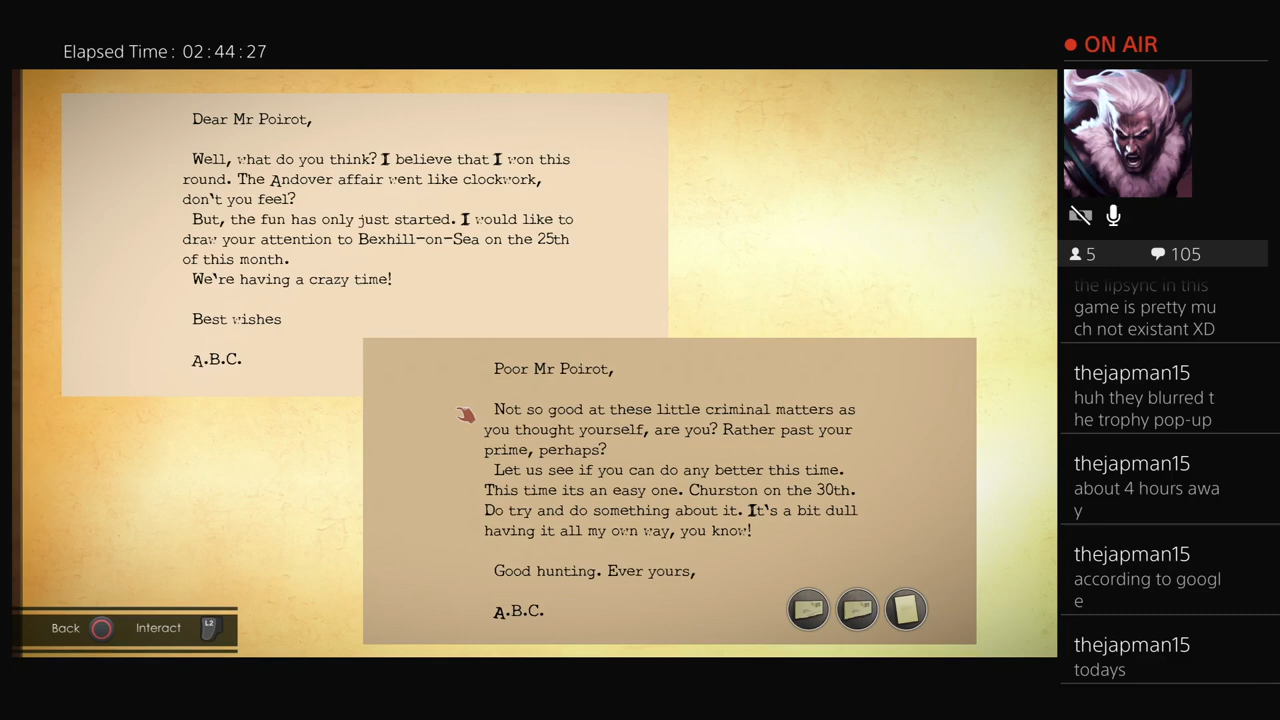 Elapsed Time: 02:44:27
Dear Mr Poirot,
Well, what do you think? I believe that I won this
round. The Andover affair went like clockwork,
don't you feel?
But, the fun has only just started. I would like to
draw your attention to Bexhill-on-Sea on the 25th
of this month.
We're having a crazy time!
Best wishes
A.B.C.
Poor Mr Poirot,
Not so good at these little criminal matters as
you thought yourself, are you? Rather past your
prime, perhaps?
Let us see if you can do any better this time.
This time its an easy one. Churston on the 30th.
Do try and do something about it. It's a bit dull
having it all my own way, you know!
Good hunting. Ever yours,
A.B.C.
Back
Interact
L2
ON AIR
5
105
the lipsync in this
game is pretty mu
ch not existant XD
thejapman15
huh they blurred t
he trophy pop-up
thejapman15
about 4 hours awa
y
thejapman15
according to googl
e
thejapman15
todays